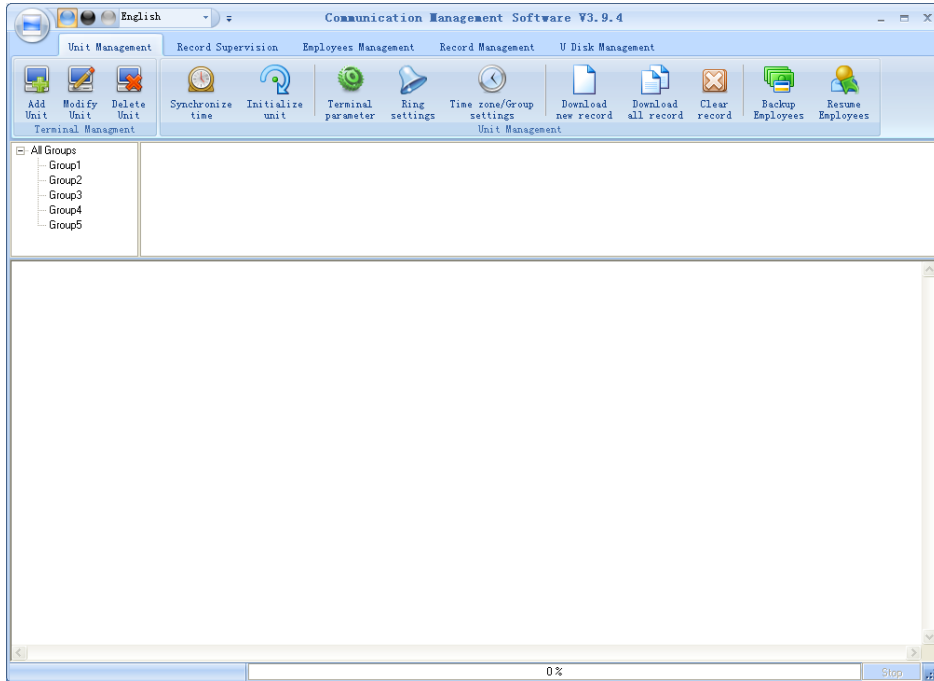 English
Communication Management Software V3.9.4
Unit Management Record Supervision Employees Management Record Management U Disk Management
Add Unit
Modify Unit
Delete Unit
Terminal Managment
Synchronize time
Initialize unit
Terminal parameter
Ring settings
Time zone/Group settings
Download new record
Download all record
Clear record
Backup Employees
Resume Employees
Unit Management
All Groups
Group1
Group2
Group3
Group4
Group5
0%
Stop